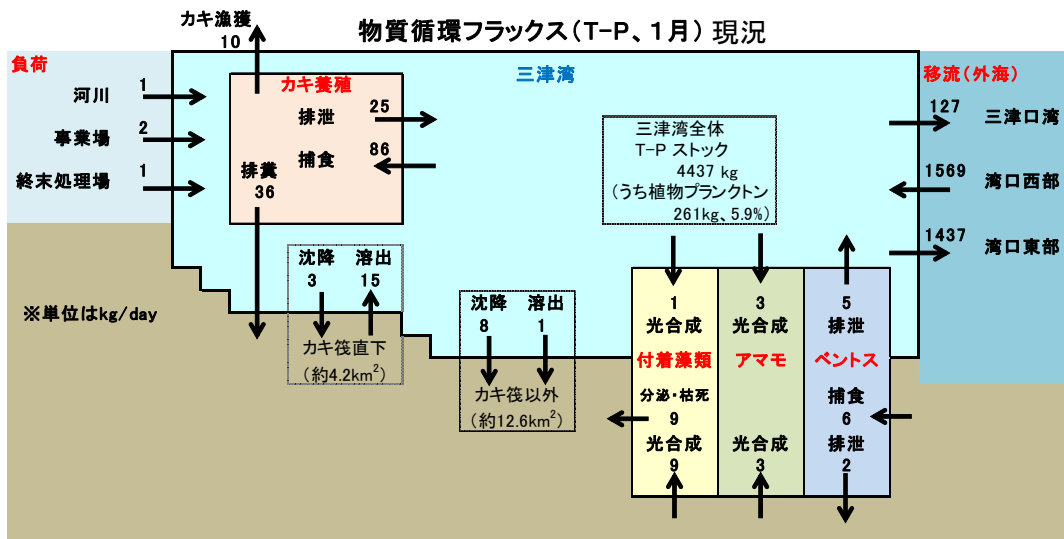 物質循環フラックス(T-P、1月) 現況
カキ漁獲
10
負荷
河川
1
事業場
2
終末処理場
1
カキ養殖
排泄
25
捕食
86
排糞
36
三津湾
三津湾全体
T-P ストック
4437 kg
(うち植物プランクトン
261kg、5.9%)
移流(外海)
127
三津口湾
1569
湾口西部
1437
湾口東部
※単位はkg/day
沈降 溶出
3 15
カキ筏直下
(約4.2km²)
沈降 溶出
8 1
カキ筏以外
(約12.6km²)
1
光合成
付着藻類
分泌・枯死
9
光合成
9
3
光合成
アマモ
光合成
3
5
排泄
ベントス
捕食
6
排泄
2